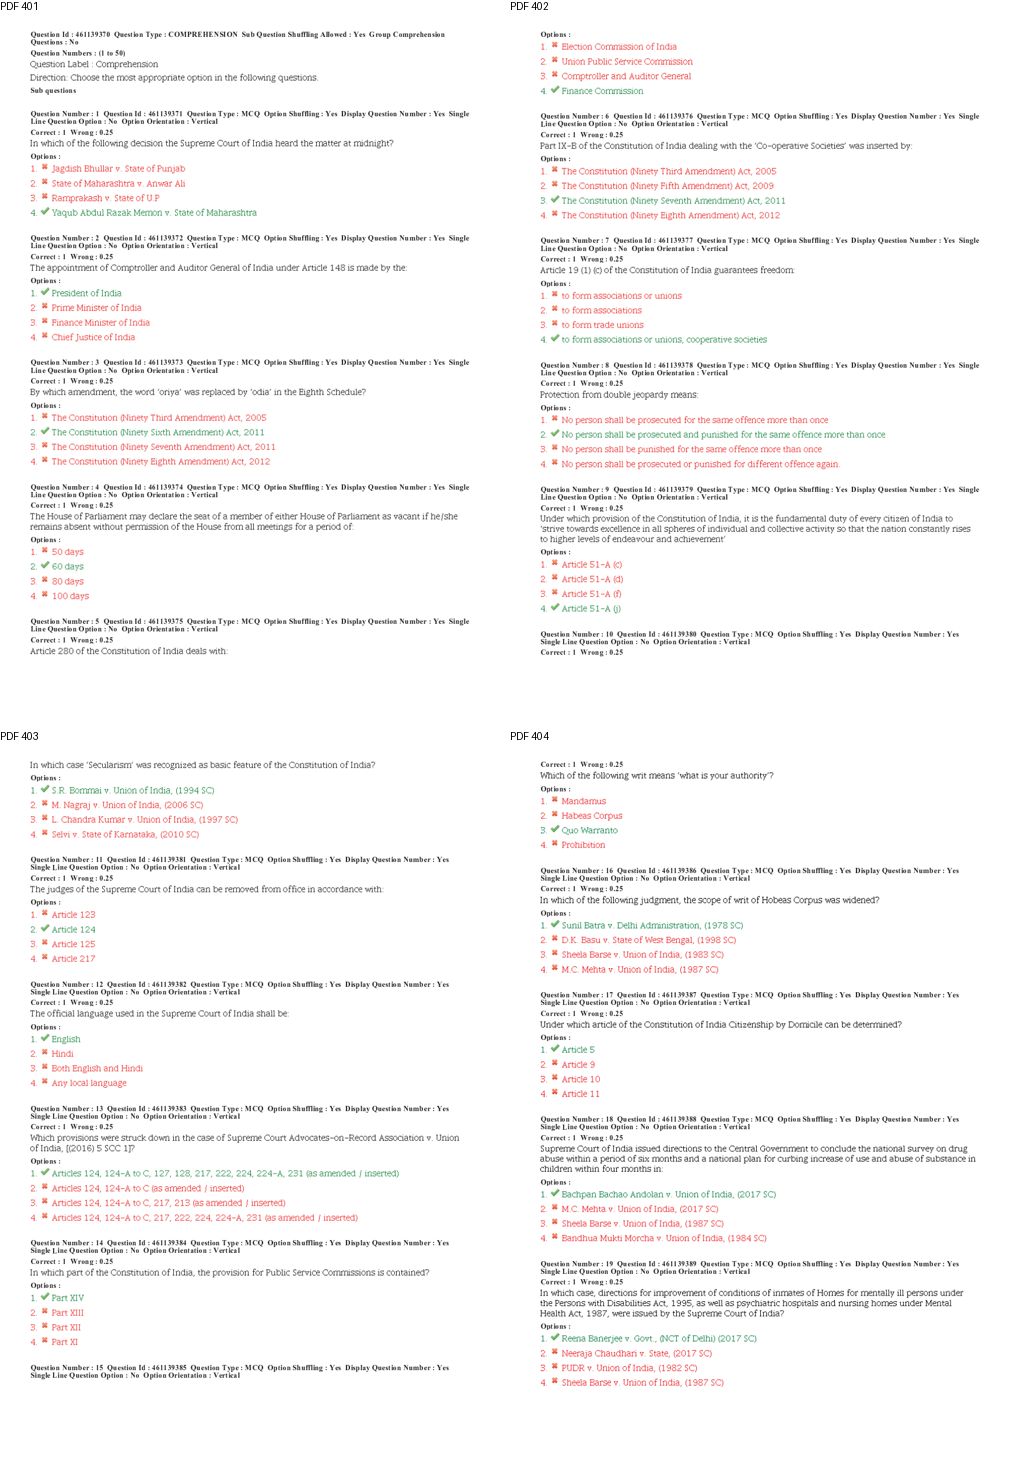 PDF 401
Question Id : 461139370 Question Type : COMPREHENSION Sub Question Shuffling Allowed : Yes Group Comprehension
Questions : No
Question Numbers : (1 to 50)
Question Label : Comprehension
Direction: Choose the most appropriate option in the following questions.
Sub questions
Question Number : 1 Question Id : 461139371 Question Type : MCQ Option Shuffling : Yes Display Question Number : Yes Single
Line Question Option : No Option Orientation : Vertical
Correct : 1 Wrong : 0.25
In which of the following decision the Supreme Court of India heard the matter at midnight?
Options :
1. ✖ Jagdish Bhullar v. State of Punjab
2. ✖ State of Maharashtra v. Anwar Ali
3. ✖ Ramprakash v. State of U.P
4. ✔ Yaqub Abdul Razak Memon v. State of Maharashtra
Question Number : 2 Question Id : 461139372 Question Type : MCQ Option Shuffling : Yes Display Question Number : Yes Single
Line Question Option : No Option Orientation : Vertical
Correct : 1 Wrong : 0.25
The appointment of Comptroller and Auditor General of India under Article 148 is made by the:
Options :
1. ✔ President of India
2. ✖ Prime Minister of India
3. ✖ Finance Minister of India
4. ✖ Chief Justice of India
Question Number : 3 Question Id : 461139373 Question Type : MCQ Option Shuffling : Yes Display Question Number : Yes Single
Line Question Option : No Option Orientation : Vertical
Correct : 1 Wrong : 0.25
By which amendment, the word 'oriya' was replaced by 'odia' in the Eighth Schedule?
Options :
1. ✖ The Constitution (Ninety Third Amendment) Act, 2005
2. ✔ The Constitution (Ninety Sixth Amendment) Act, 2011
3. ✖ The Constitution (Ninety Seventh Amendment) Act, 2011
4. ✖ The Constitution (Ninety Eighth Amendment) Act, 2012
Question Number : 4 Question Id : 461139374 Question Type : MCQ Option Shuffling : Yes Display Question Number : Yes Single
Line Question Option : No Option Orientation : Vertical
Correct : 1 Wrong : 0.25
The House of Parliament may declare the seat of a member of either House of Parliament as vacant if he/she
remains absent without permission of the House from all meetings for a period of:
Options :
1. ✖ 50 days
2. ✔ 60 days
3. ✖ 80 days
4. ✖ 100 days
Question Number : 5 Question Id : 461139375 Question Type : MCQ Option Shuffling : Yes Display Question Number : Yes Single
Line Question Option : No Option Orientation : Vertical
Correct : 1 Wrong : 0.25
Article 280 of the Constitution of India deals with:
PDF 402
Options :
1. ✖ Election Commission of India
2. ✖ Union Public Service Commission
3. ✖ Comptroller and Auditor General
4. ✔ Finance Commission
Question Number : 6 Question Id : 461139376 Question Type : MCQ Option Shuffling : Yes Display Question Number : Yes Single
Line Question Option : No Option Orientation : Vertical
Correct : 1 Wrong : 0.25
Part IX-B of the Constitution of India dealing with the 'Co-operative Societies' was inserted by:
Options :
1. ✖ The Constitution (Ninety Third Amendment) Act, 2005
2. ✖ The Constitution (Ninety Fifth Amendment) Act, 2009
3. ✔ The Constitution (Ninety Seventh Amendment) Act, 2011
4. ✖ The Constitution (Ninety Eighth Amendment) Act, 2012
Question Number : 7 Question Id : 461139377 Question Type : MCQ Option Shuffling : Yes Display Question Number : Yes Single
Line Question Option : No Option Orientation : Vertical
Correct : 1 Wrong : 0.25
Article 19 (1) (c) of the Constitution of India guarantees freedom:
Options :
1. ✖ to form associations or unions
2. ✖ to form associations
3. ✖ to form trade unions
4. ✔ to form associations or unions, cooperative societies
Question Number : 8 Question Id : 461139378 Question Type : MCQ Option Shuffling : Yes Display Question Number : Yes Single
Line Question Option : No Option Orientation : Vertical
Correct : 1 Wrong : 0.25
Protection from double jeopardy means:
Options :
1. ✖ No person shall be prosecuted for the same offence more than once
2. ✔ No person shall be prosecuted and punished for the same offence more than once
3. ✖ No person shall be punished for the same offence more than once
4. ✖ No person shall be prosecuted or punished for different offence again.
Question Number : 9 Question Id : 461139379 Question Type : MCQ Option Shuffling : Yes Display Question Number : Yes Single
Line Question Option : No Option Orientation : Vertical
Correct : 1 Wrong : 0.25
Under which provision of the Constitution of India, it is the fundamental duty of every citizen of India to
'strive towards excellence in all spheres of individual and collective activity so that the nation constantly rises
to higher levels of endeavour and achievement'
Options :
1. ✖ Article 51-A (c)
2. ✖ Article 51-A (d)
3. ✖ Article 51-A (f)
4. ✔ Article 51-A (j)
Question Number : 10 Question Id : 461139380 Question Type : MCQ Option Shuffling : Yes Display Question Number : Yes
Single Line Question Option : No Option Orientation : Vertical
Correct : 1 Wrong : 0.25
PDF 403
In which case 'Secularism' was recognized as basic feature of the Constitution of India?
Options :
1. ✔ S.R. Bommai v. Union of India, (1994 SC)
2. ✖ M. Nagraj v. Union of India, (2006 SC)
3. ✖ L. Chandra Kumar v. Union of India, (1997 SC)
4. ✖ Selvi v. State of Karnataka, (2010 SC)
Question Number : 11 Question Id : 461139381 Question Type : MCQ Option Shuffling : Yes Display Question Number : Yes
Single Line Question Option : No Option Orientation : Vertical
Correct : 1 Wrong : 0.25
The judges of the Supreme Court of India can be removed from office in accordance with:
Options :
1. ✖ Article 123
2. ✔ Article 124
3. ✖ Article 125
4. ✖ Article 217
Question Number : 12 Question Id : 461139382 Question Type : MCQ Option Shuffling : Yes Display Question Number : Yes
Single Line Question Option : No Option Orientation : Vertical
Correct : 1 Wrong : 0.25
The official language used in the Supreme Court of India shall be:
Options :
1. ✔ English
2. ✖ Hindi
3. ✖ Both English and Hindi
4. ✖ Any local language
Question Number : 13 Question Id : 461139383 Question Type : MCQ Option Shuffling : Yes Display Question Number : Yes
Single Line Question Option : No Option Orientation : Vertical
Correct : 1 Wrong : 0.25
Which provisions were struck down in the case of Supreme Court Advocates-on-Record Association v. Union
of India, [(2016) 5 SCC 1]?
Options :
1. ✔ Articles 124, 124-A to C, 127, 128, 217, 222, 224, 224-A, 231 (as amended / inserted)
2. ✖ Articles 124, 124-A to C (as amended / inserted)
3. ✖ Articles 124, 124-A to C, 217, 213 (as amended / inserted)
4. ✖ Articles 124, 124-A to C, 217, 222, 224, 224-A, 231 (as amended / inserted)
Question Number : 14 Question Id : 461139384 Question Type : MCQ Option Shuffling : Yes Display Question Number : Yes
Single Line Question Option : No Option Orientation : Vertical
Correct : 1 Wrong : 0.25
In which part of the Constitution of India, the provision for Public Service Commissions is contained?
Options :
1. ✔ Part XIV
2. ✖ Part XIII
3. ✖ Part XII
4. ✖ Part XI
Question Number : 15 Question Id : 461139385 Question Type : MCQ Option Shuffling : Yes Display Question Number : Yes
Single Line Question Option : No Option Orientation : Vertical
PDF 404
Correct : 1 Wrong : 0.25
Which of the following writ means 'what is your authority'?
Options :
1. ✖ Mandamus
2. ✖ Habeas Corpus
3. ✔ Quo Warranto
4. ✖ Prohibition
Question Number : 16 Question Id : 461139386 Question Type : MCQ Option Shuffling : Yes Display Question Number : Yes
Single Line Question Option : No Option Orientation : Vertical
Correct : 1 Wrong : 0.25
In which of the following judgment, the scope of writ of Hobeas Corpus was widened?
Options :
1. ✔ Sunil Batra v. Delhi Administration, (1978 SC)
2. ✖ D.K. Basu v. State of West Bengal, (1998 SC)
3. ✖ Sheela Barse v. Union of India, (1983 SC)
4. ✖ M.C. Mehta v. Union of India, (1987 SC)
Question Number : 17 Question Id : 461139387 Question Type : MCQ Option Shuffling : Yes Display Question Number : Yes
Single Line Question Option : No Option Orientation : Vertical
Correct : 1 Wrong : 0.25
Under which article of the Constitution of India Citizenship by Domicile can be determined?
Options :
1. ✔ Article 5
2. ✖ Article 9
3. ✖ Article 10
4. ✖ Article 11
Question Number : 18 Question Id : 461139388 Question Type : MCQ Option Shuffling : Yes Display Question Number : Yes
Single Line Question Option : No Option Orientation : Vertical
Correct : 1 Wrong : 0.25
Supreme Court of India issued directions to the Central Government to conclude the national survey on drug
abuse within a period of six months and a national plan for curbing increase of use and abuse of substance in
children within four months in:
Options :
1. ✔ Bachpan Bachao Andolan v. Union of India, (2017 SC)
2. ✖ M.C. Mehta v. Union of India, (2017 SC)
3. ✖ Sheela Barse v. Union of India, (1987 SC)
4. ✖ Bandhua Mukti Morcha v. Union of India, (1984 SC)
Question Number : 19 Question Id : 461139389 Question Type : MCQ Option Shuffling : Yes Display Question Number : Yes
Single Line Question Option : No Option Orientation : Vertical
Correct : 1 Wrong : 0.25
In which case, directions for improvement of conditions of inmates of Homes for mentally ill persons under
the Persons with Disabilities Act, 1995, as well as psychiatric hospitals and nursing homes under Mental
Health Act, 1987, were issued by the Supreme Court of India?
Options :
1. ✔ Reena Banerjee v. Govt., (NCT of Delhi) (2017 SC)
2. ✖ Neeraja Chaudhari v. State, (2017 SC)
3. ✖ PUDR v. Union of India, (1982 SC)
4. ✖ Sheela Barse v. Union of India, (1987 SC)